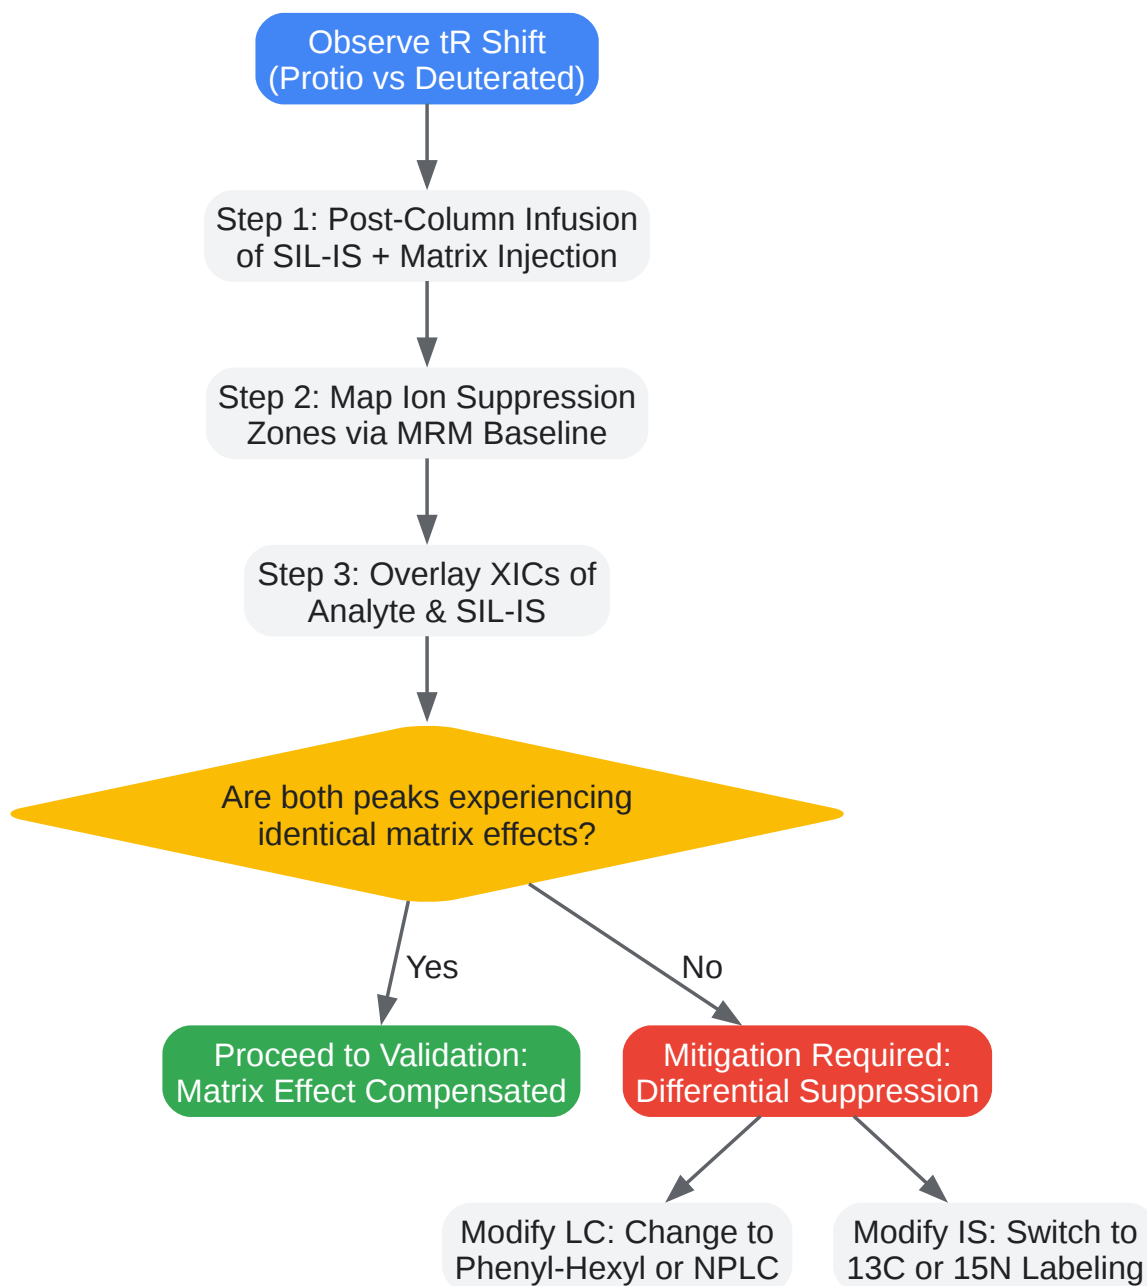 Observe tR Shift
(Protio vs Deuterated)
Step 1: Post-Column Infusion
of SIL-IS + Matrix Injection
Step 2: Map Ion Suppression
Zones via MRM Baseline
Step 3: Overlay XICs of
Analyte & SIL-IS
Are both peaks experiencing
identical matrix effects?
Yes
No
Proceed to Validation:
Matrix Effect Compensated
Mitigation Required:
Differential Suppression
Modify LC: Change to
Phenyl-Hexyl or NPLC
Modify IS: Switch to
13C or 15N Labeling